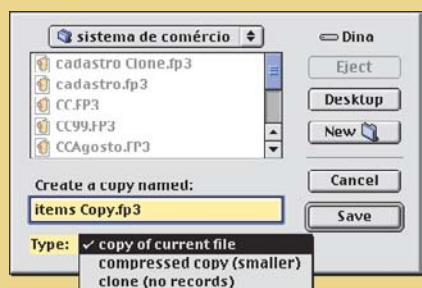 sistema de comércio
Dina
cadastro Clone.fp3
cadastro.fp3
CC.FP3
CC99.FP3
CCAgosto.FP3
Eject
Desktop
New
Create a copy named:
items Copy.fp3
Cancel
Save
Type: ✓ copy of current file
compressed copy (smaller)
clone (no records)